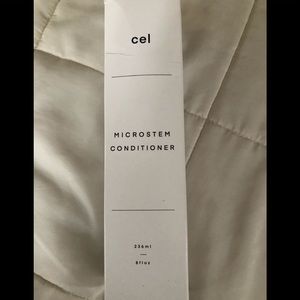 cel
MICROSTEM
CONDITIONER
236ml
8floz